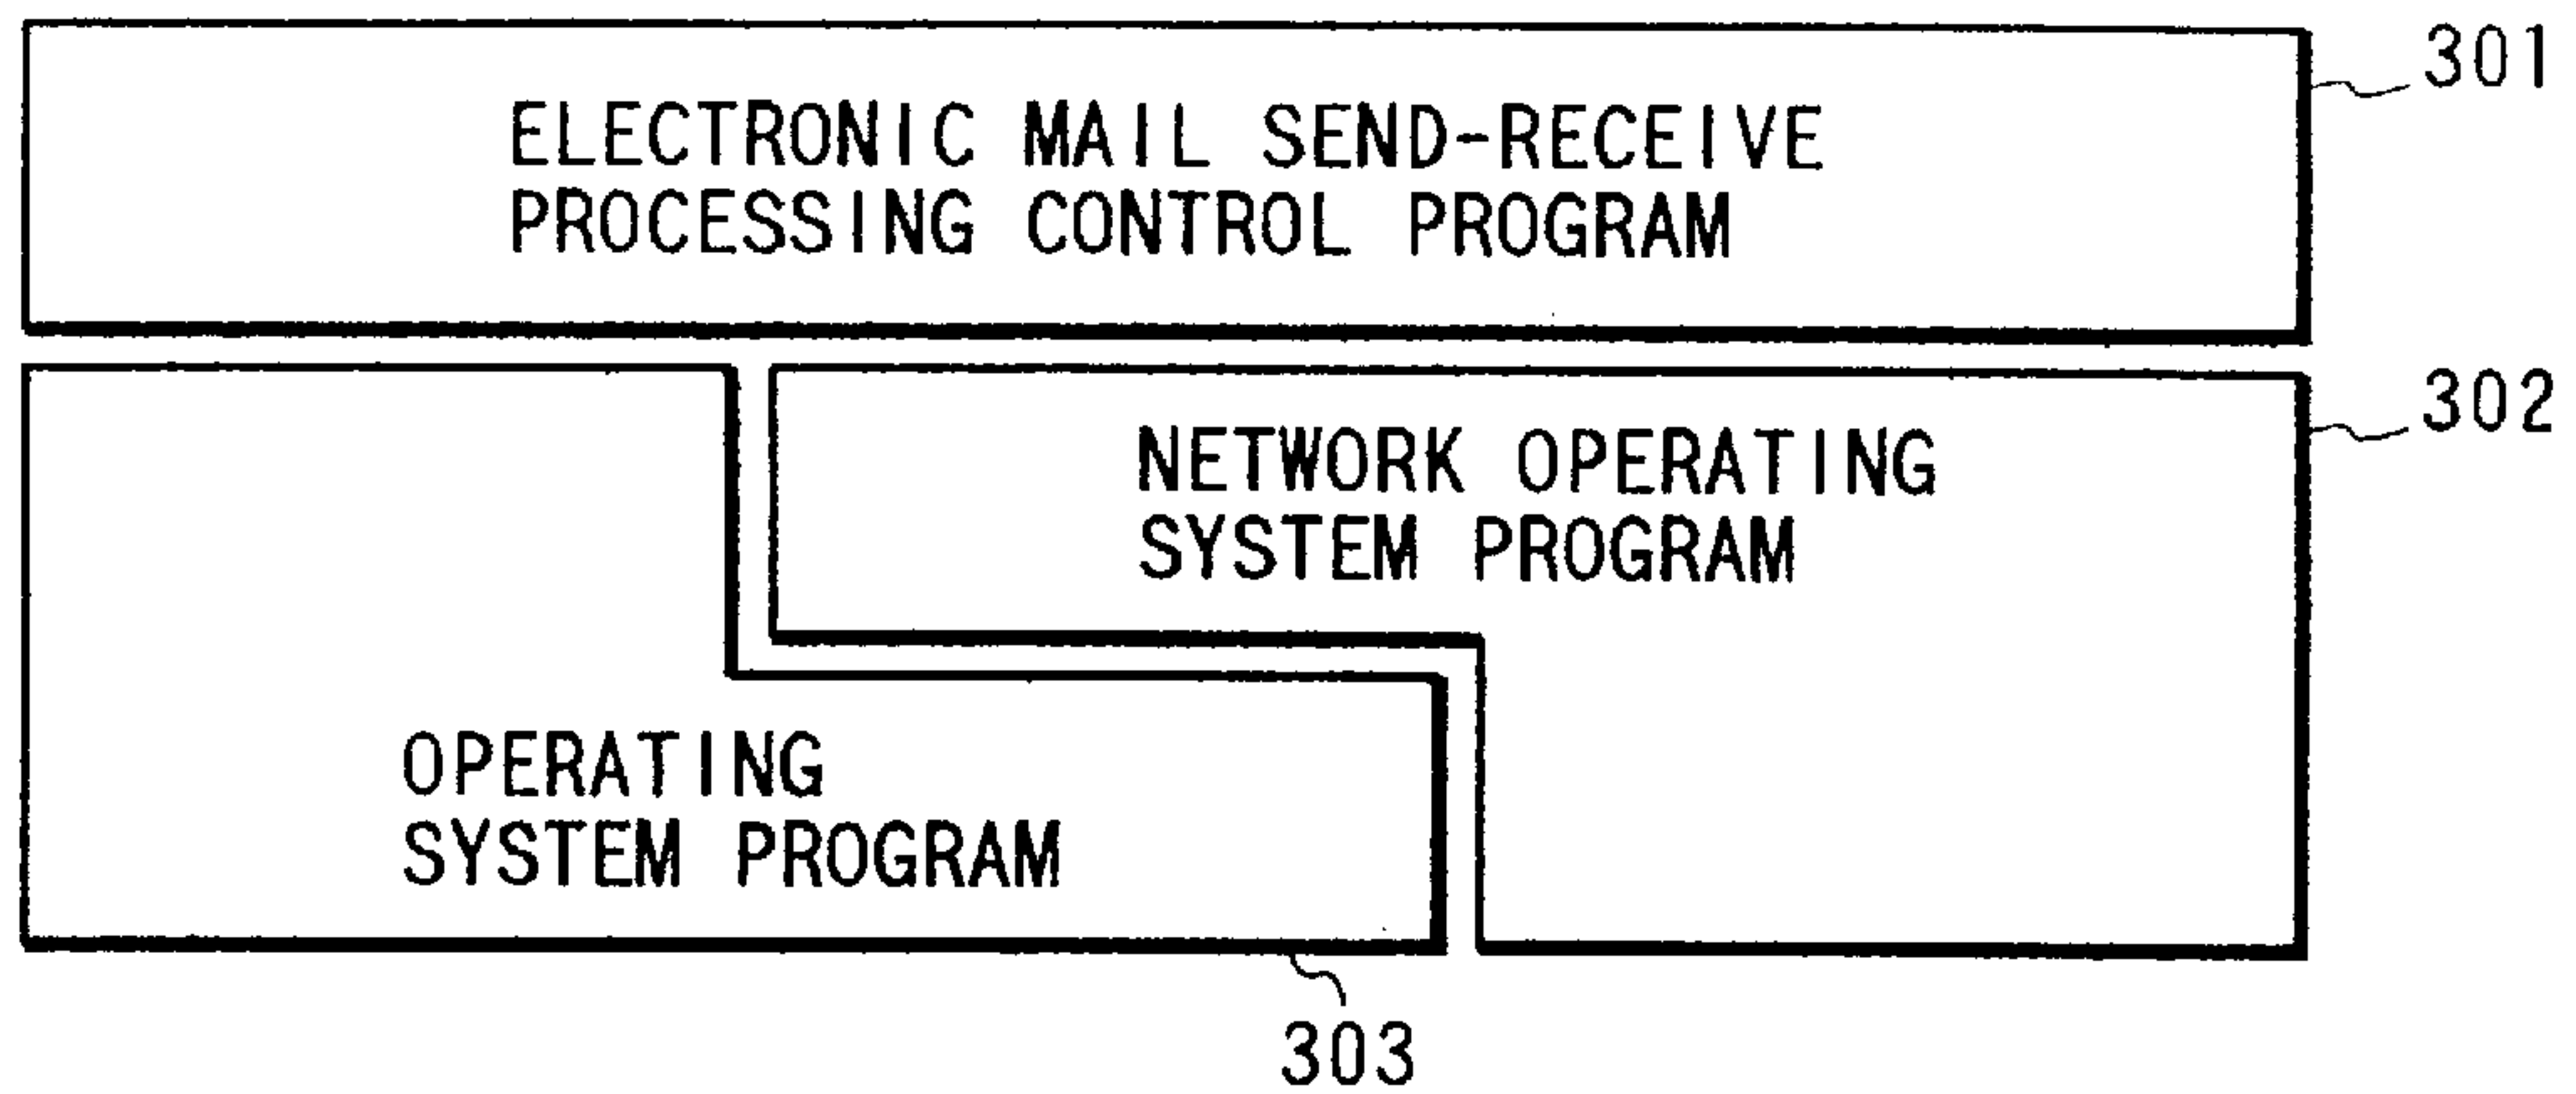 301
ELECTRONIC MAIL SEND-RECEIVE
PROCESSING CONTROL PROGRAM
302
NETWORK OPERATING
SYSTEM PROGRAM
OPERATING
SYSTEM PROGRAM
303